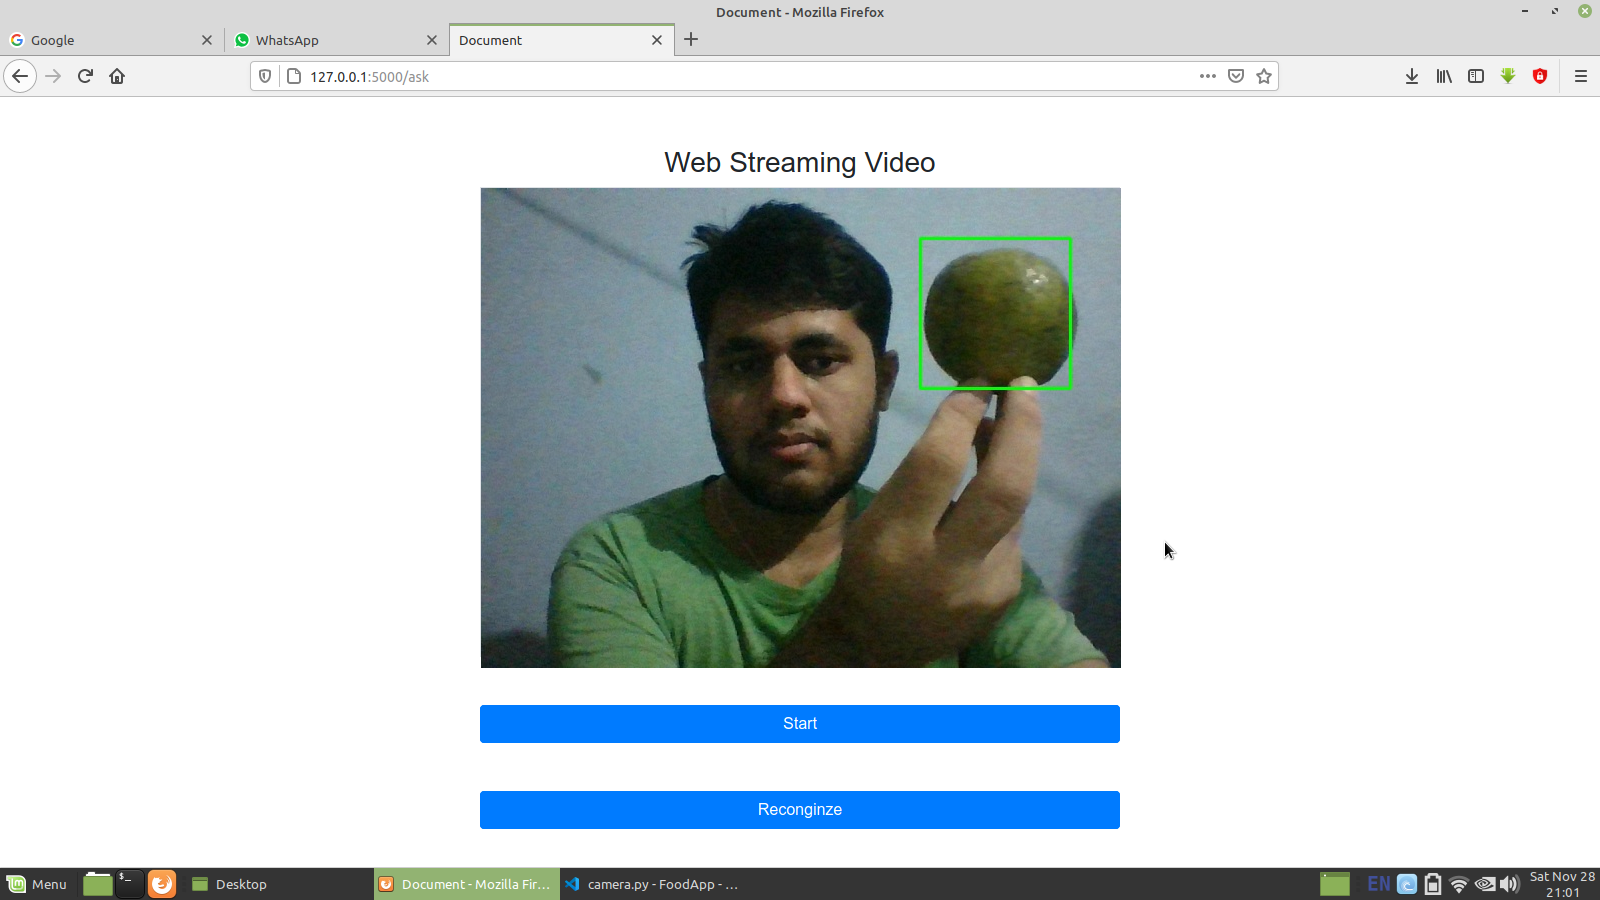 Document - Mozilla Firefox
Google
WhatsApp
Document
127.0.0.1:5000/ask
Web Streaming Video
Start
Reconginze
Menu
Desktop
Document - Mozilla Fir...
camera.py - FoodApp - ...
EN
Sat Nov 28
21:01